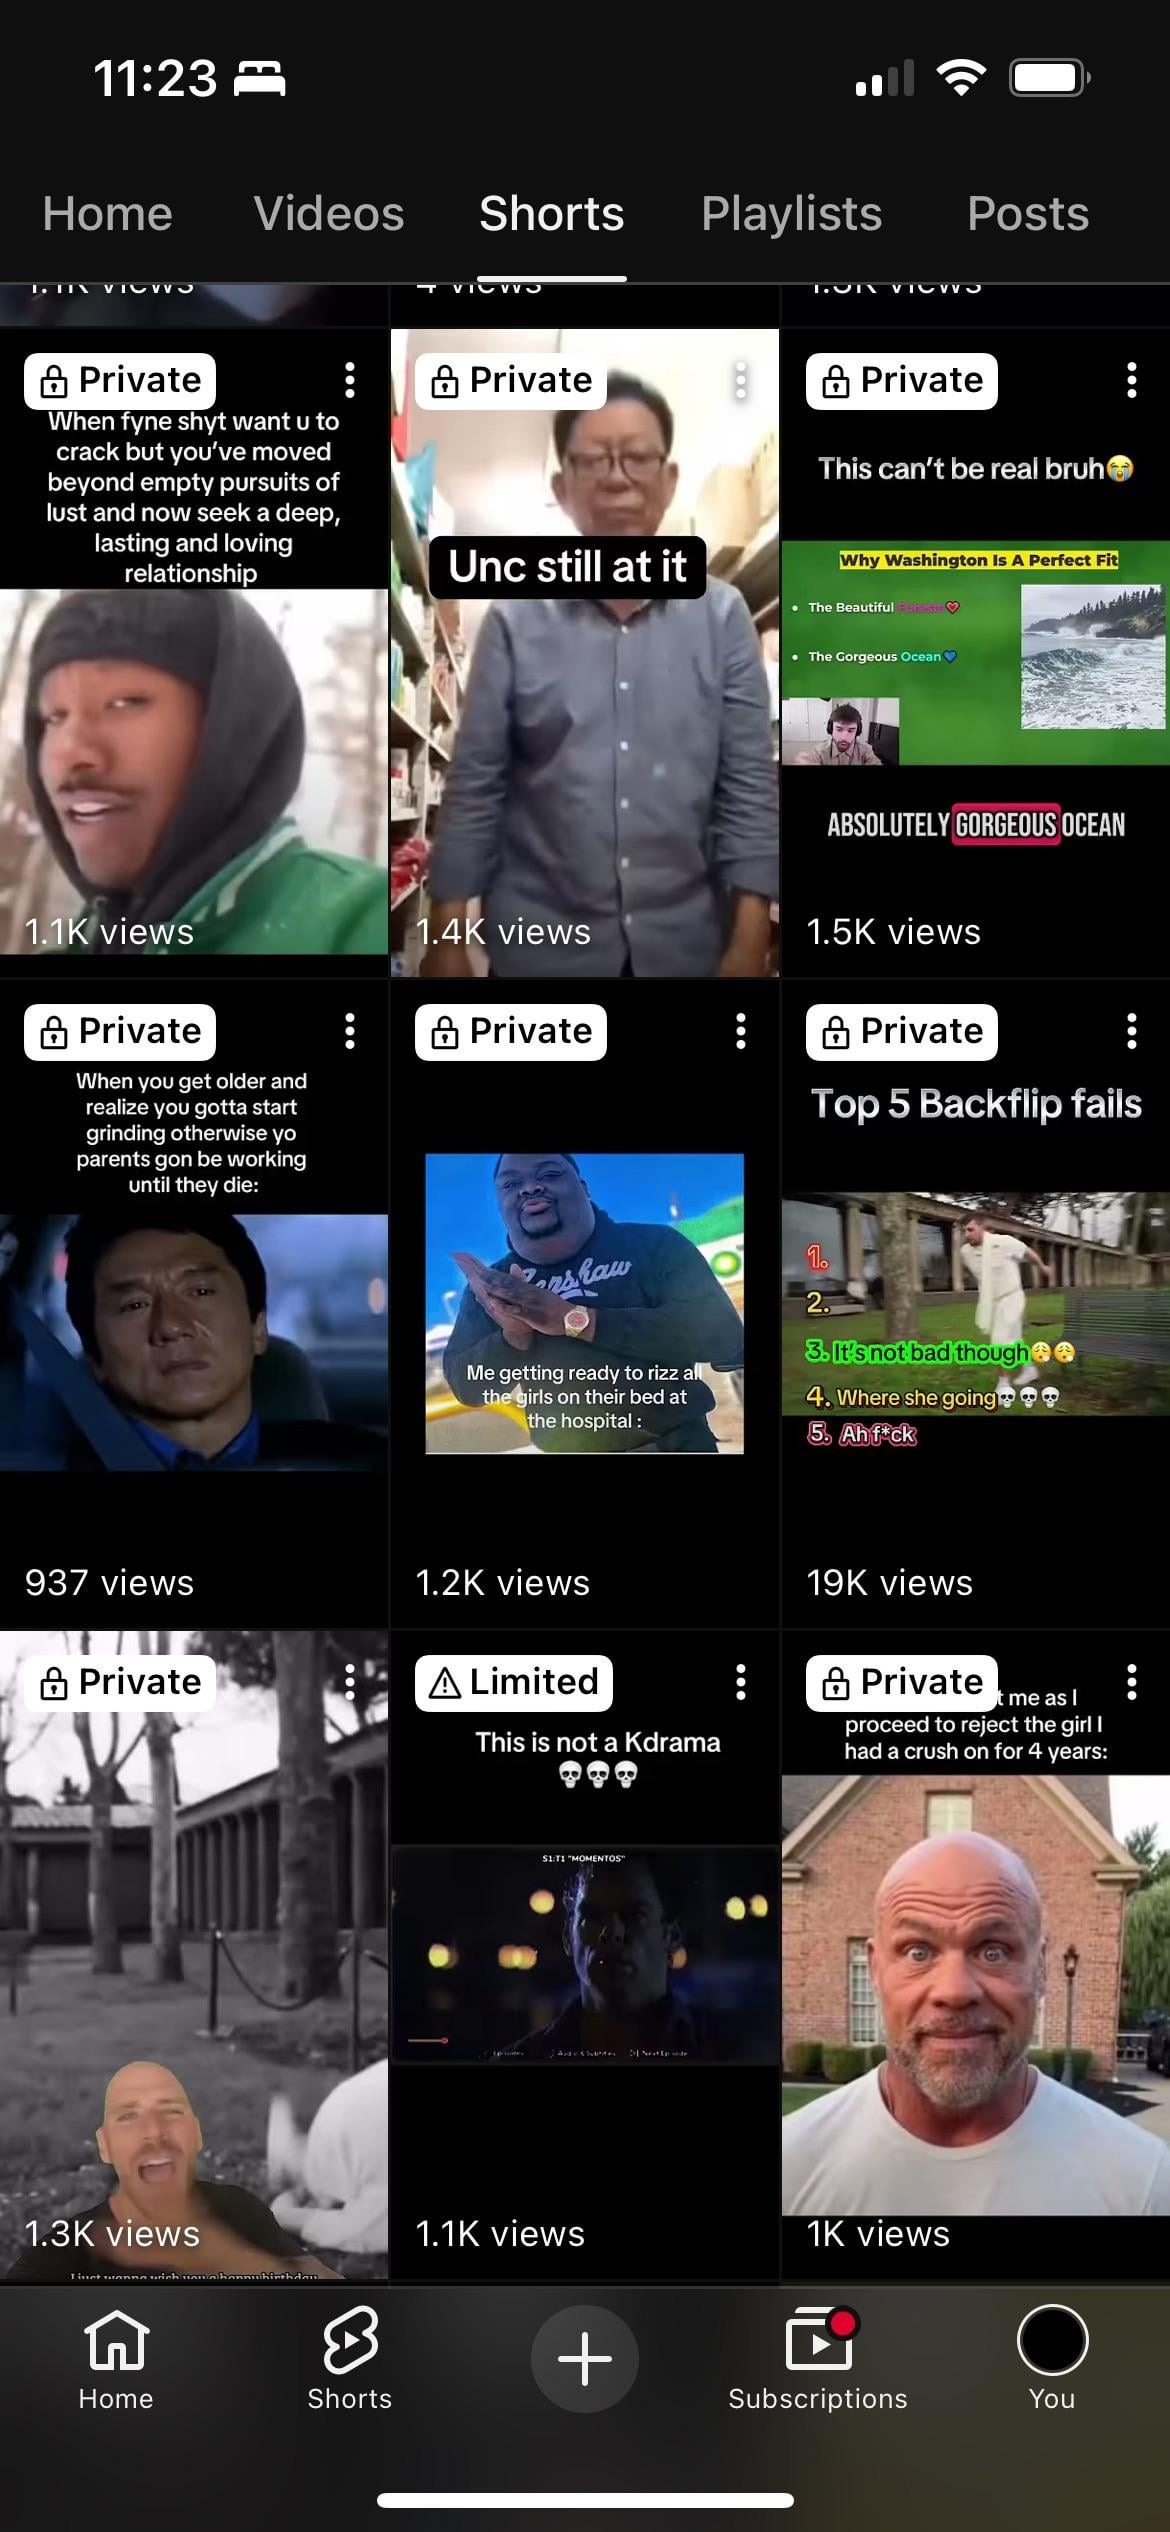 11:23
Home Videos Shorts Playlists Posts
1.1K views
4 views
1.5K views
Private
When fyne shyt want u to
crack but you've moved
beyond empty pursuits of
lust and now seek a deep,
lasting and loving
relationship
1.1K views
Private
Unc still at it
1.4K views
Private
This can't be real bruh😭
Why Washington Is A Perfect Fit
• The Beautiful Forests❤️
• The Gorgeous Ocean💙
ABSOLUTELY GORGEOUS OCEAN
1.5K views
Private
When you get older and
realize you gotta start
grinding otherwise yo
parents gon be working
until they die:
937 views
Private
Crenshaw
Me getting ready to rizz all
the girls on their bed at
the hospital :
1.2K views
Private
Top 5 Backflip fails
1.
2.
3. It's not bad though😮‍💨😮‍💨
4. Where she going💀💀💀
5. Ah f*ck
19K views
Private
1.3K views
I just wanna wish you a happy birthday
Limited
This is not a Kdrama
💀💀💀
S1:T1 "MOMENTOS"
Episodes Audio & Subtitles Next Episode
1.1K views
Private
t me as I
proceed to reject the girl I
had a crush on for 4 years:
1K views
Home Shorts Subscriptions You